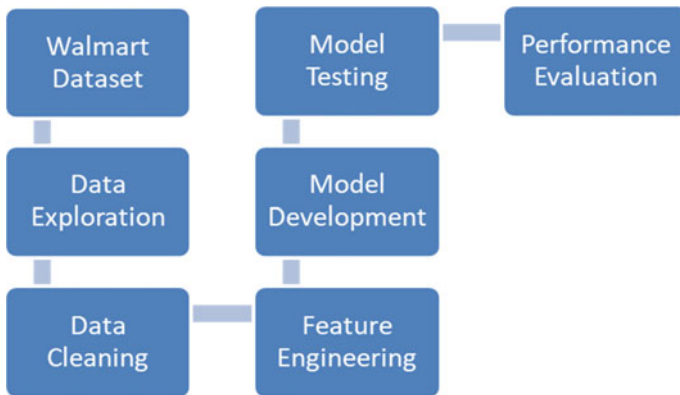 Walmart
Dataset
Data
Exploration
Data
Cleaning
Feature
Engineering
Model
Development
Model
Testing
Performance
Evaluation